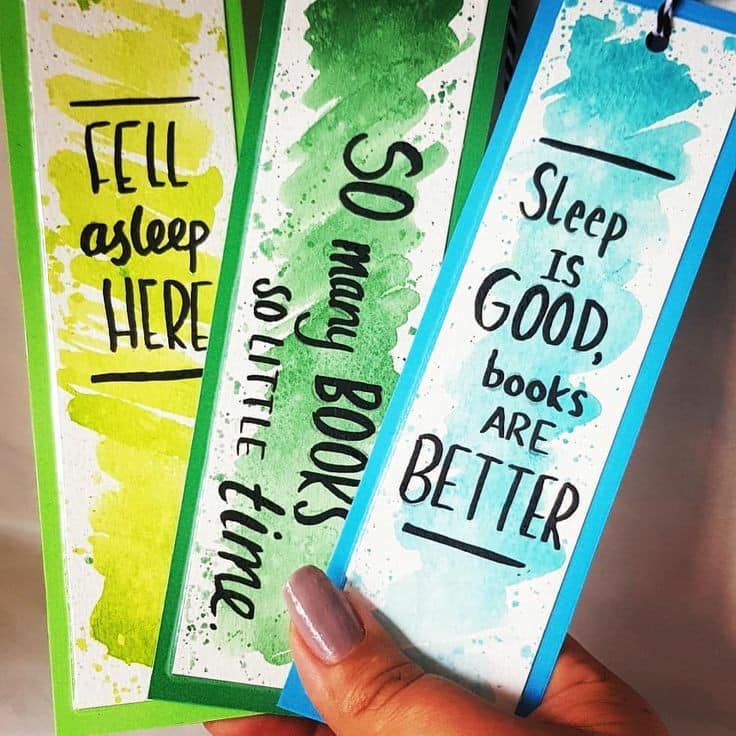 FELL
asleep
HERE
SO many BOOKS
SO LITTLE time.
Sleep
IS
GOOD,
books
ARE
BETTER